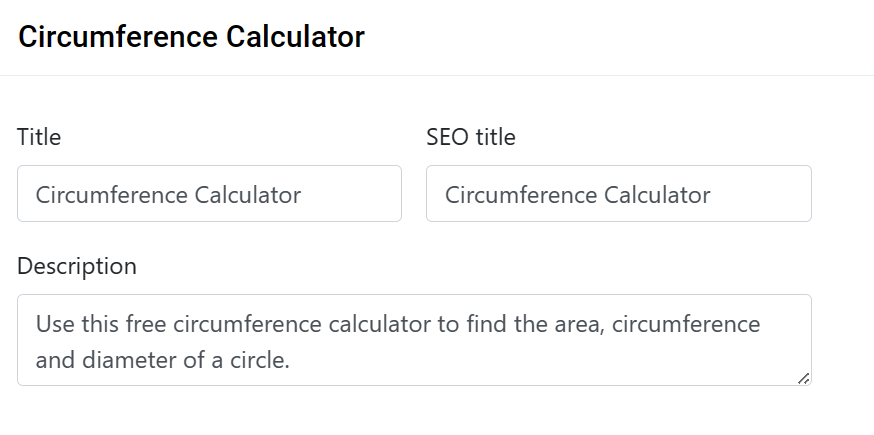 Circumference Calculator
Title
SEO title
Circumference Calculator
Circumference Calculator
Description
Use this free circumference calculator to find the area, circumference
and diameter of a circle.